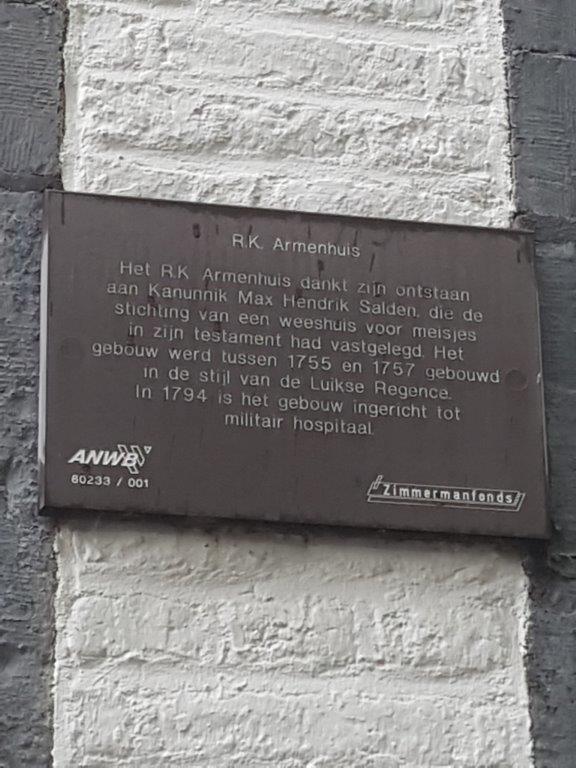 R.K. Armenhuis
Het R.K. Armenhuis dankt zijn ontstaan
aan Kanunnik Max Hendrik Salden, die de
stichting van een weeshuis voor meisjes
in zijn testament had vastgelegd. Het
gebouw werd tussen 1755 en 1757 gebouwd
in de stijl van de Luikse Regence.
In 1794 is het gebouw ingericht tot
militair hospitaal.
ANWB
60233 / 001
Zimmermanfonds